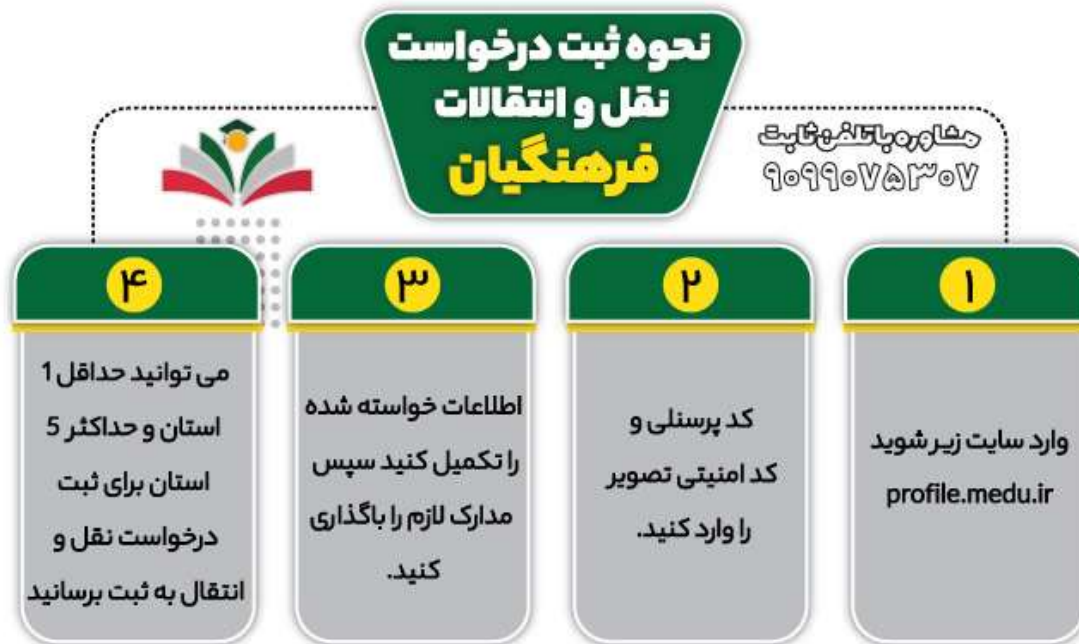 نحوه ثبت درخواست
نقل و انتقالات
فرهنگیان
مشاوره با تلفن ثابت
۹۰۹۹۰۷۵۳۰۷
۱
وارد سایت زیر شوید
profile.medu.ir
۲
کد پرسنلی و
کد امنیتی تصویر
را وارد کنید.
۳
اطلاعات خواسته شده
را تکمیل کنید سپس
مدارک لازم را باگذاری
کنید.
۴
می توانید حداقل 1
استان و حداکثر 5
استان برای ثبت
درخواست نقل و
انتقال به ثبت برسانید